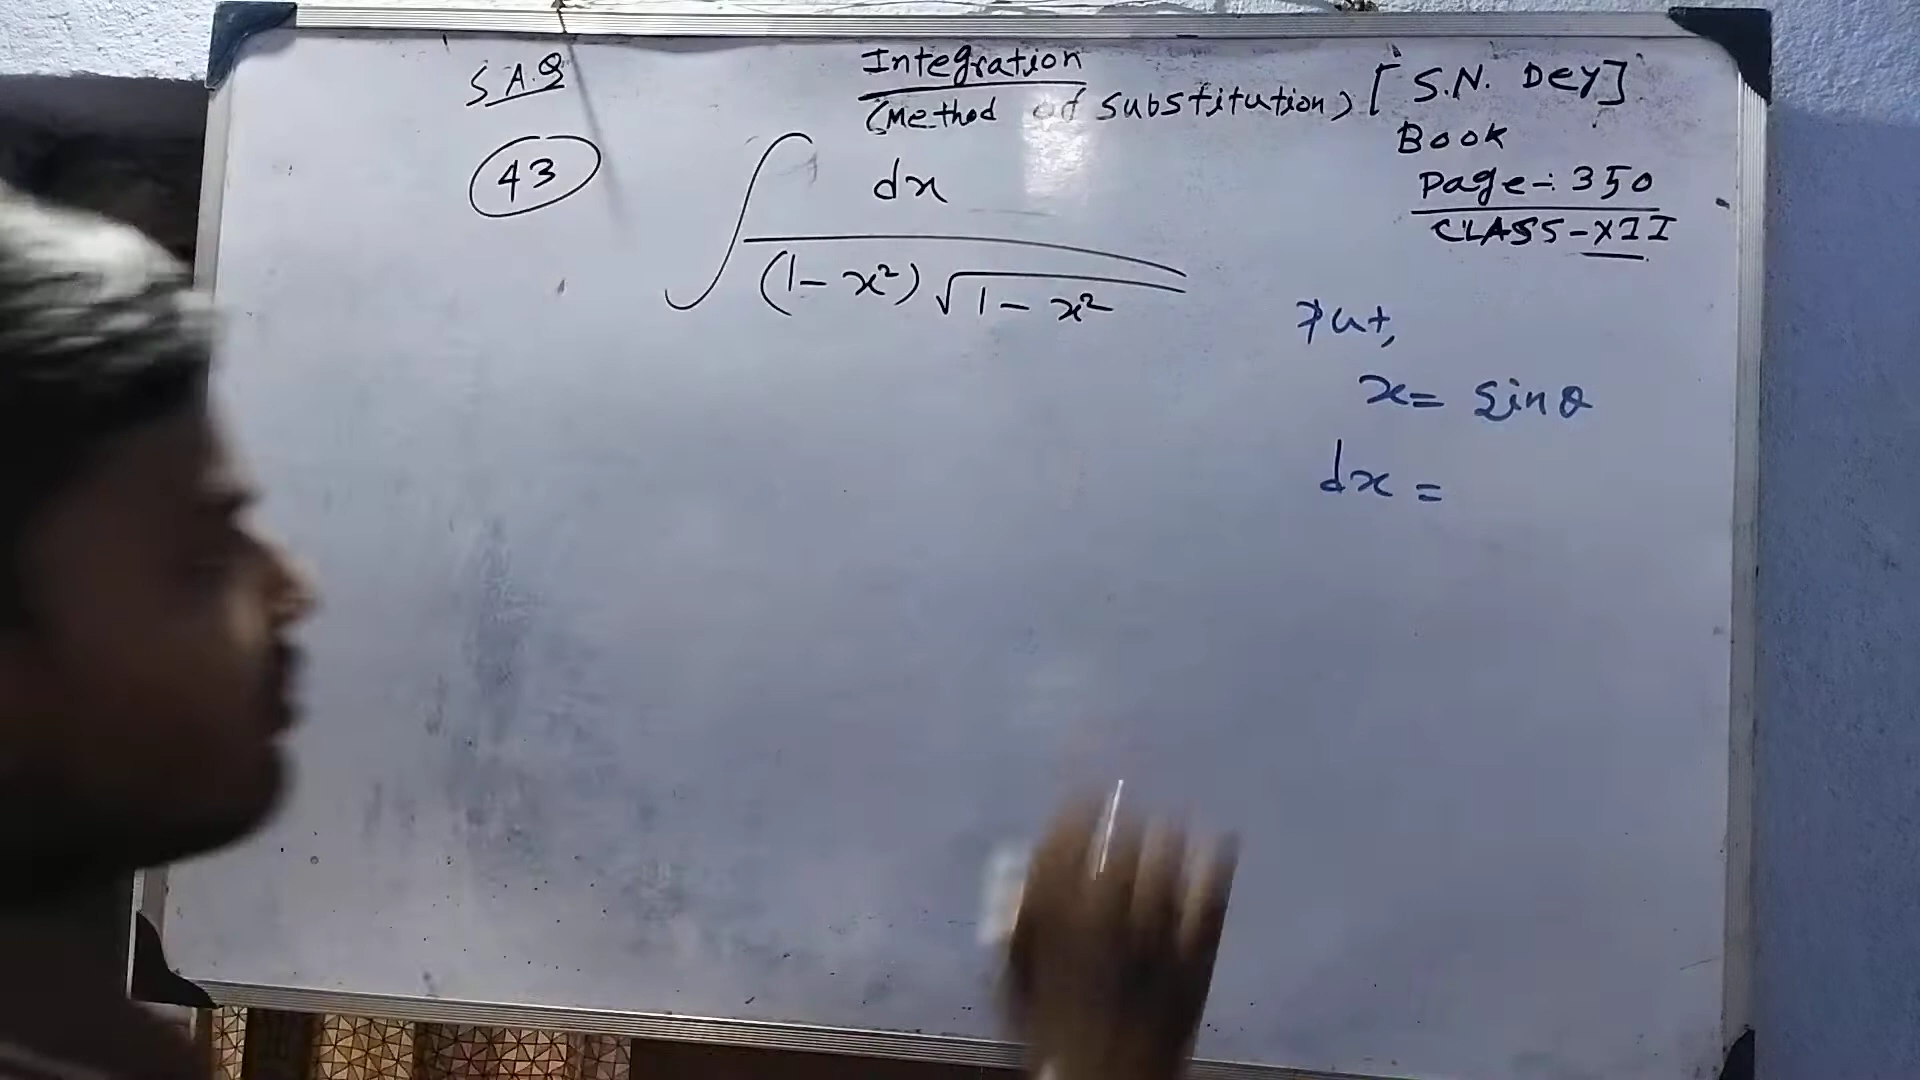 S.A.Q
Integration
(Method of Substitution)
[S.N. DEY]
Book
Page-: 350
CLASS-XII
43
∫ dx / (1-x²)√1-x²
Put,
x = Sinθ
dx =